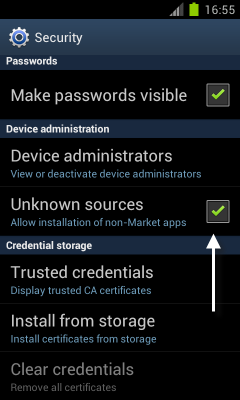 16:55
Security
Passwords
Make passwords visible
Device administration
Device administrators
View or deactivate device administrators
Unknown sources
Allow installation of non-Market apps
Credential storage
Trusted credentials
Display trusted CA certificates
Install from storage
Install certificates from storage
Clear credentials
Remove all certificates